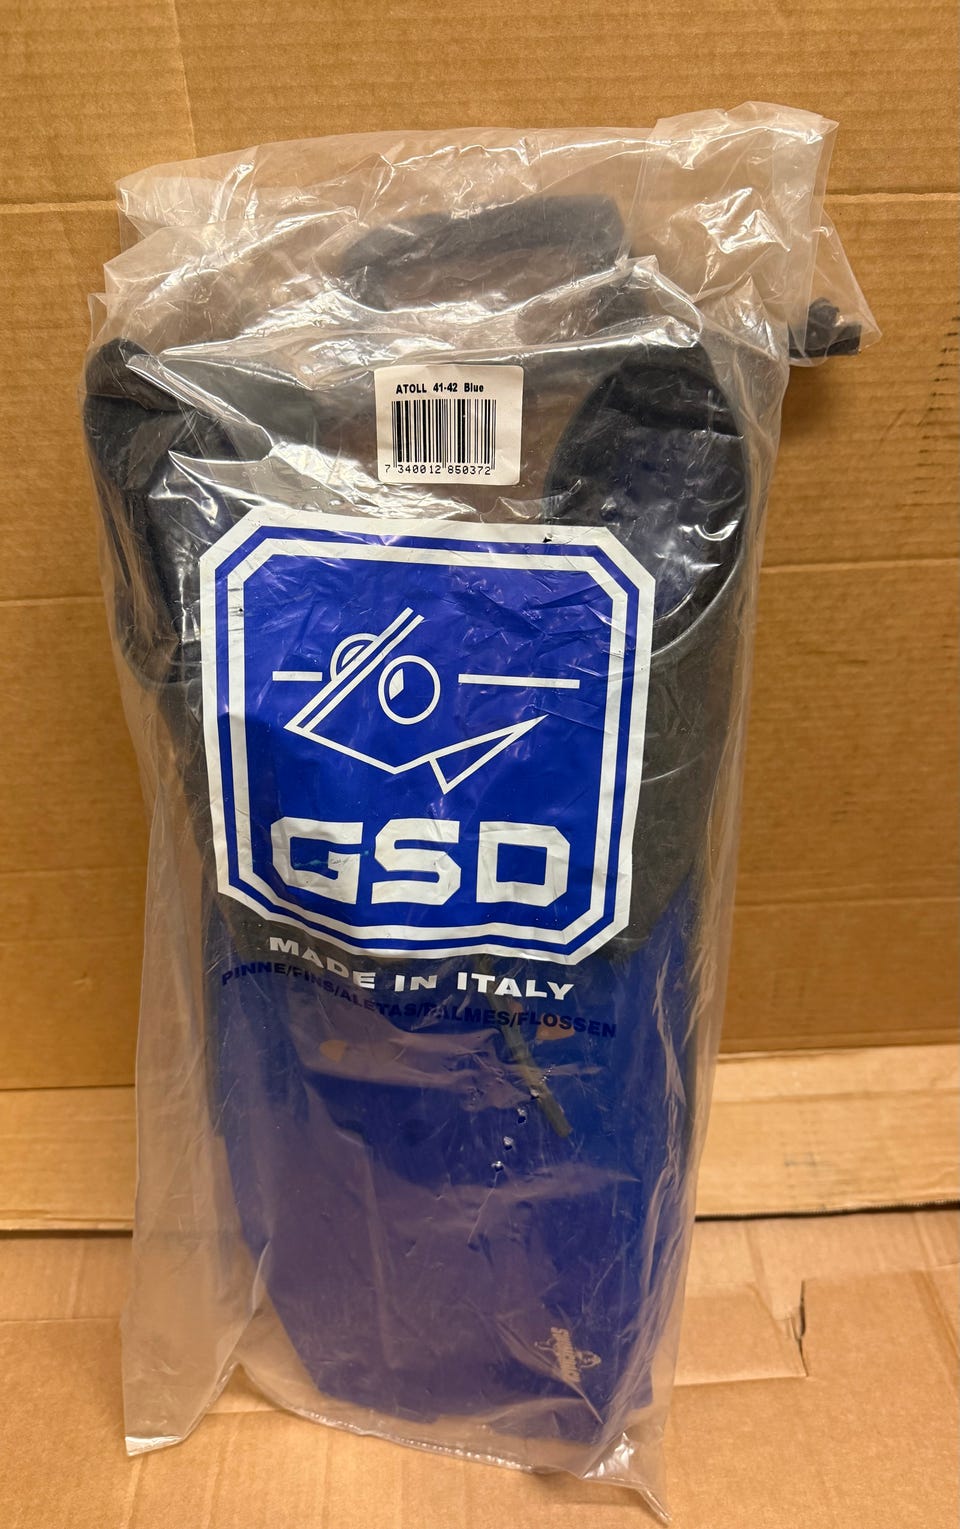 ATOLL 41-42 Blue
7 340012 850372
GSD
MADE IN ITALY
PINNE/FINS/ALETAS/PALMES/FLOSSEN